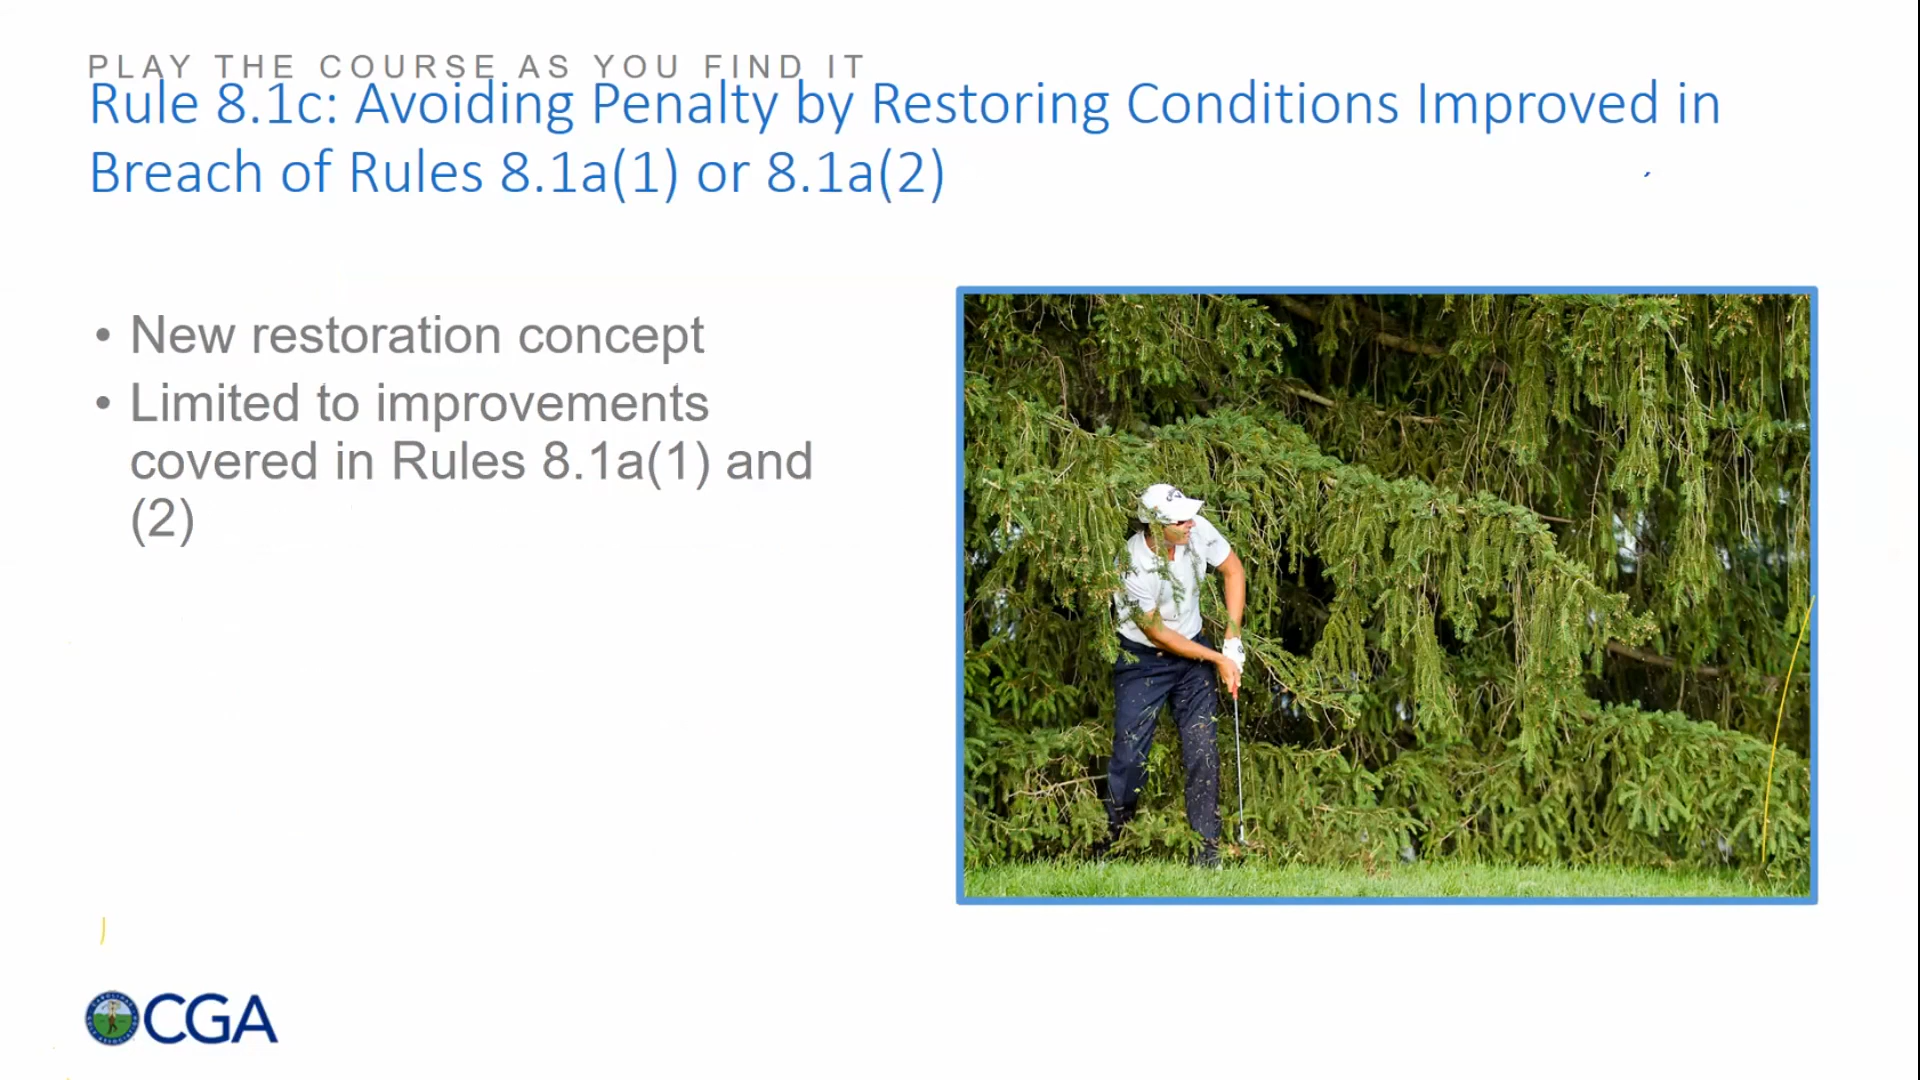 PLAY THE COURSE AS YOU FIND IT
Rule 8.1c: Avoiding Penalty by Restoring Conditions Improved in
Breach of Rules 8.1a(1) or 8.1a(2)
• New restoration concept
• Limited to improvements
covered in Rules 8.1a(1) and
(2)
CGA